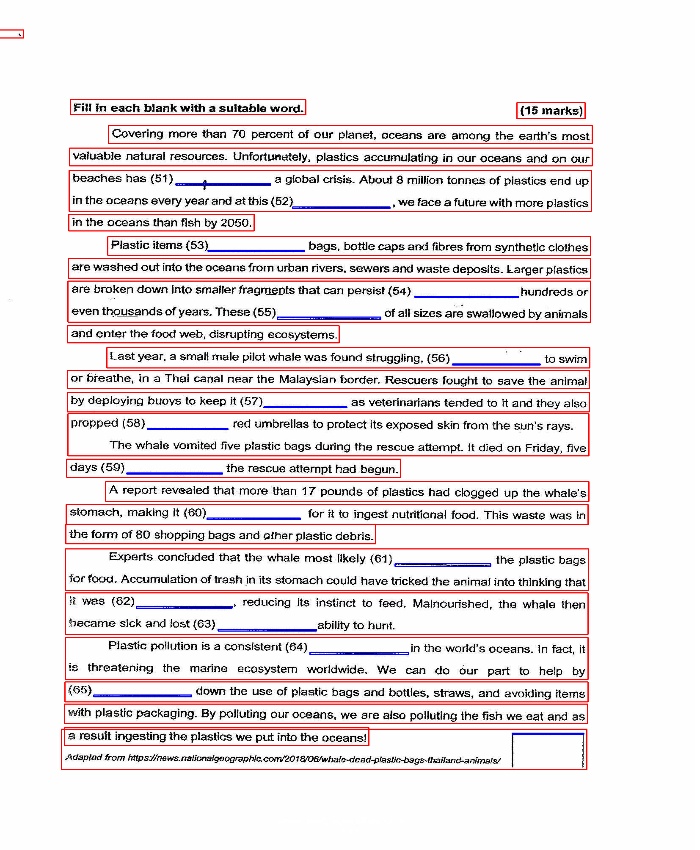 Fill in each blank with a suitable word. (15 marks)
Covering more than 70 percent of our planet, oceans are among the earth's most
valuable natural resources. Unfortunately, plastics accumulating in our oceans and on our
beaches has (51) ____________ a global crisis. About 8 million tonnes of plastics end up
in the oceans every year and at this (52)____________, we face a future with more plastics
in the oceans than fish by 2050.
Plastic items (53)____________ bags, bottle caps and fibres from synthetic clothes
are washed out into the oceans from urban rivers, sewers and waste deposits. Larger plastics
are broken down into smaller fragments that can persist (54) ____________ hundreds or
even thousands of years. These (55)____________ of all sizes are swallowed by animals
and enter the food web, disrupting ecosystems.
Last year, a small male pilot whale was found struggling, (56) ____________ to swim
or breathe, in a Thai canal near the Malaysian border. Rescuers fought to save the animal
by deploying buoys to keep it (57)____________ as veterinarians tended to it and they also
propped (58)____________ red umbrellas to protect its exposed skin from the sun's rays.
The whale vomited five plastic bags during the rescue attempt. It died on Friday, five
days (59) ____________ the rescue attempt had begun.
A report revealed that more than 17 pounds of plastics had clogged up the whale's
stomach, making it (60)____________ for it to ingest nutritional food. This waste was in
the form of 80 shopping bags and other plastic debris.
Experts concluded that the whale most likely (61)____________ the plastic bags
for food. Accumulation of trash in its stomach could have tricked the animal into thinking that
it was (62)____________, reducing its instinct to feed. Malnourished, the whale then
became sick and lost (63) ____________ability to hunt.
Plastic pollution is a consistent (64) ____________in the world's oceans. In fact, it
is threatening the marine ecosystem worldwide. We can do our part to help by
(65)____________ down the use of plastic bags and bottles, straws, and avoiding items
with plastic packaging. By polluting our oceans, we are also polluting the fish we eat and as
a result ingesting the plastics we put into the oceans!
Adapted from https://news.nationalgeographic.com/2018/06/whale-dead-plastic-bags-thailand-animals/